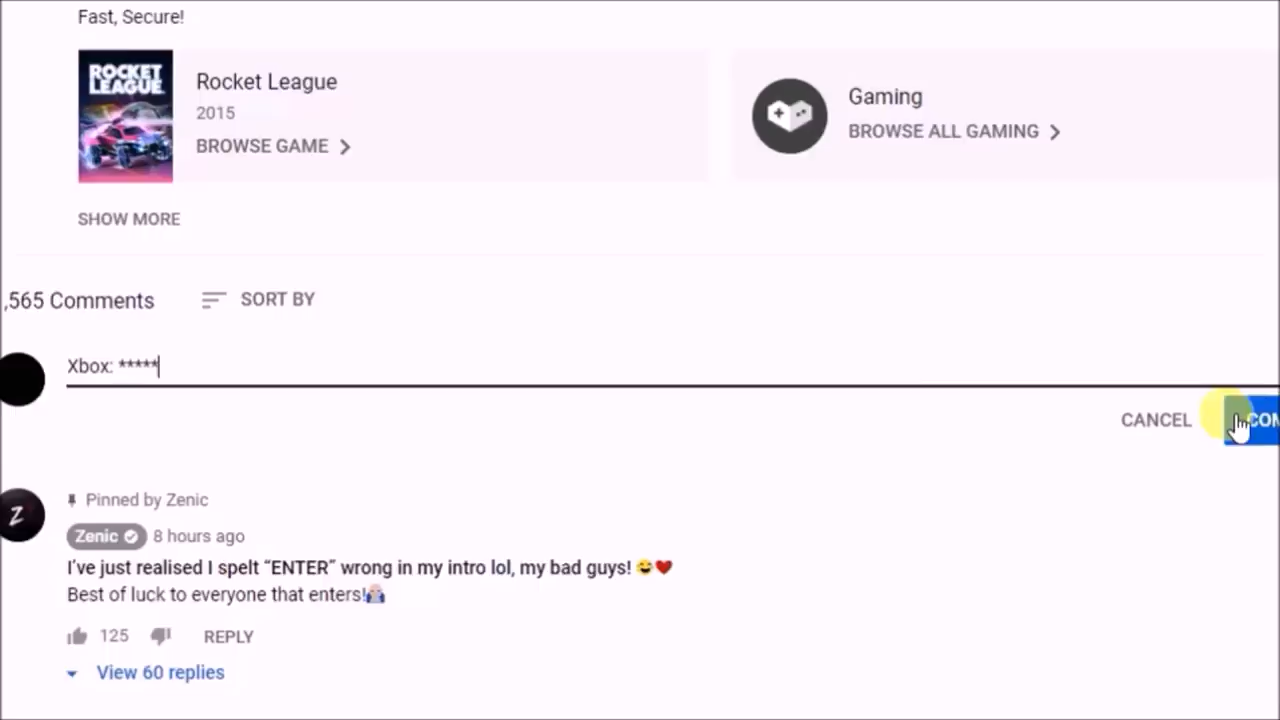 Fast, Secure!
ROCKET
LEAGUE
Rocket League
2015
BROWSE GAME
Gaming
BROWSE ALL GAMING
SHOW MORE
,565 Comments
SORT BY
Xbox: *****
CANCEL
COM
Pinned by Zenic
Z
Zenic 8 hours ago
I've just realised I spelt “ENTER” wrong in my intro lol, my bad guys! 😄❤️
Best of luck to everyone that enters!
125
REPLY
View 60 replies